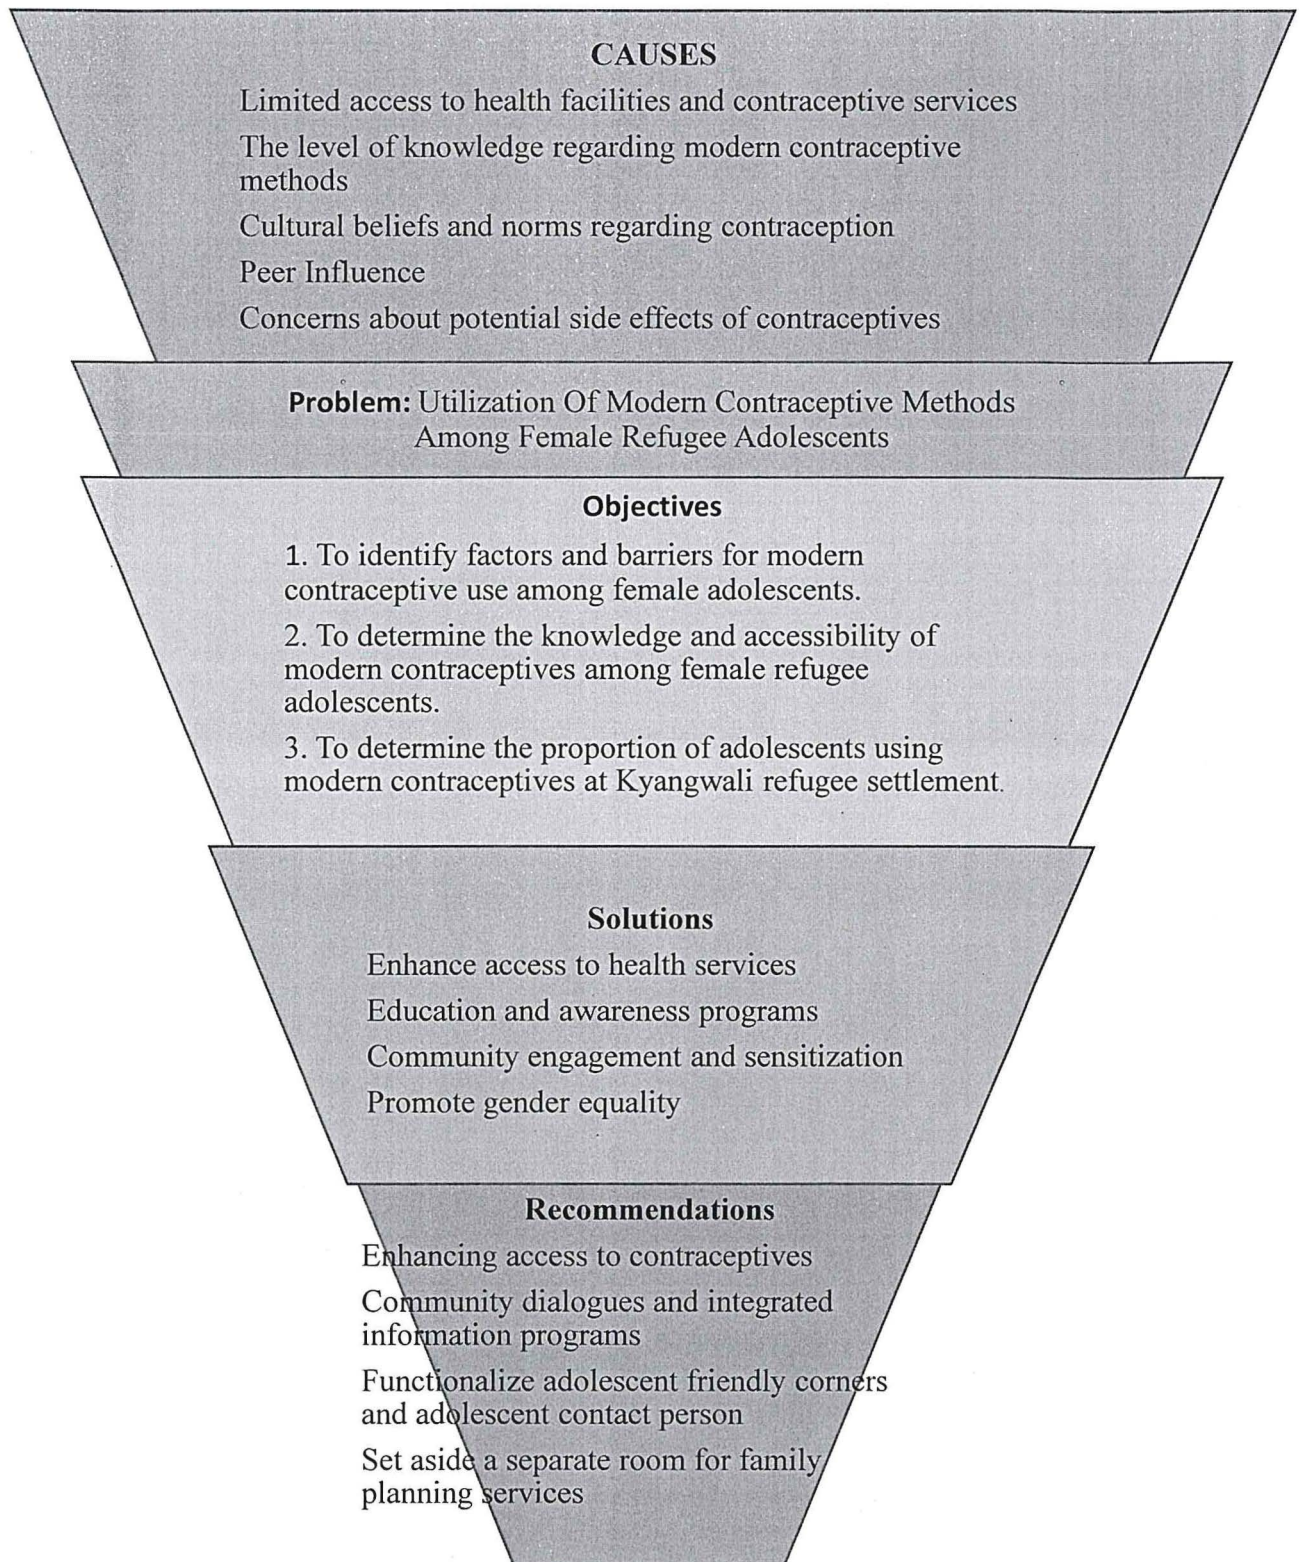 CAUSES
Limited access to health facilities and contraceptive services
The level of knowledge regarding modern contraceptive
methods
Cultural beliefs and norms regarding contraception
Peer Influence
Concerns about potential side effects of contraceptives
Problem: Utilization Of Modern Contraceptive Methods
Among Female Refugee Adolescents
Objectives
1. To identify factors and barriers for modern
contraceptive use among female adolescents.
2. To determine the knowledge and accessibility of
modern contraceptives among female refugee
adolescents.
3. To determine the proportion of adolescents using
modern contraceptives at Kyangwali refugee settlement.
Solutions
Enhance access to health services
Education and awareness programs
Community engagement and sensitization
Promote gender equality
Recommendations
Enhancing access to contraceptives
Community dialogues and integrated
information programs
Functionalize adolescent friendly corners
and adolescent contact person
Set aside a separate room for family
planning services